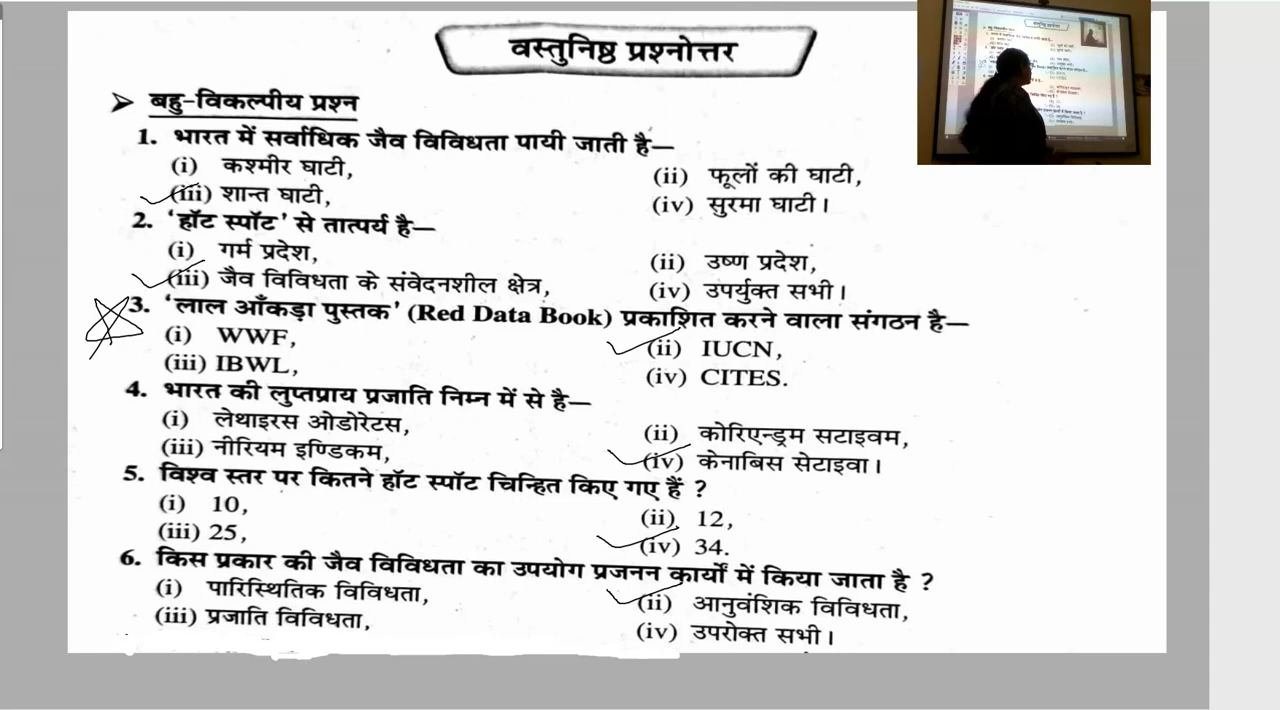 वस्तुनिष्ठ प्रश्नोत्तर
➤ बहु-विकल्पीय प्रश्न
1. भारत में सर्वाधिक जैव विविधता पायी जाती है—
(i) कश्मीर घाटी, (ii) फूलों की घाटी,
(iii) शान्त घाटी, (iv) सुरमा घाटी।
2. 'हॉट स्पॉट' से तात्पर्य है—
(i) गर्म प्रदेश, (ii) उष्ण प्रदेश,
(iii) जैव विविधता के संवेदनशील क्षेत्र, (iv) उपर्युक्त सभी।
3. 'लाल आँकड़ा पुस्तक' (Red Data Book) प्रकाशित करने वाला संगठन है—
(i) WWF, (ii) IUCN,
(iii) IBWL, (iv) CITES.
4. भारत की लुप्तप्राय प्रजाति निम्न में से है—
(i) लेथाइरस ओडोरेटस, (ii) कोरिएन्ड्रम सटाइवम,
(iii) नीरियम इण्डिकम, (iv) केनाबिस सेटाइवा।
5. विश्व स्तर पर कितने हॉट स्पॉट चिन्हित किए गए हैं ?
(i) 10, (ii) 12,
(iii) 25, (iv) 34.
6. किस प्रकार की जैव विविधता का उपयोग प्रजनन कार्यों में किया जाता है ?
(i) पारिस्थितिक विविधता, (ii) आनुवंशिक विविधता,
(iii) प्रजाति विविधता, (iv) उपरोक्त सभी।